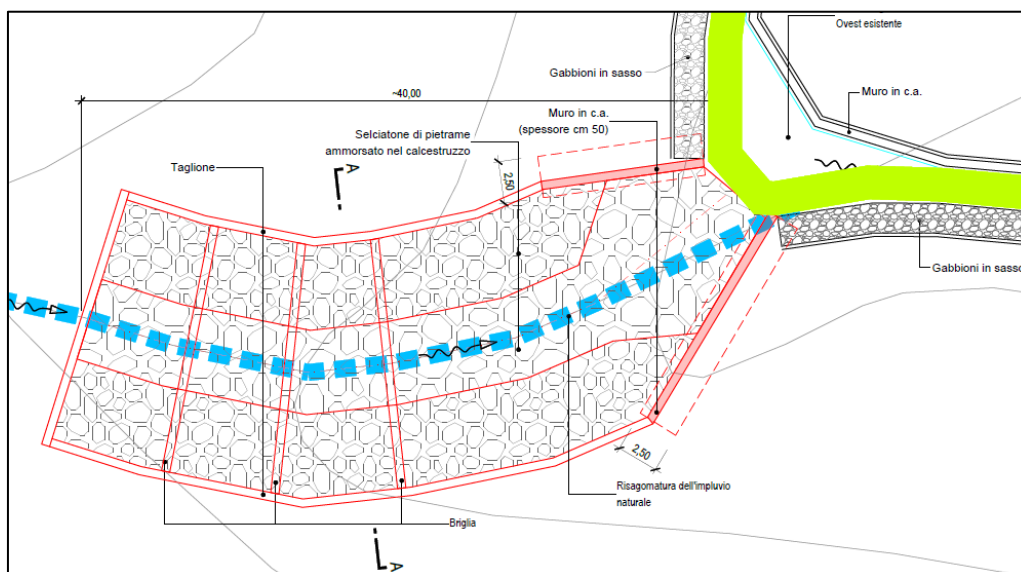 Ovest esistente
Gabbioni in sasso
Muro in c.a.
~40,00
Muro in c.a.
(spessore cm 50)
Selciatone di pietrame
ammorsato nel calcestruzzo
Taglione
A
2,50
Gabbioni in sasso
2,50
Risagomatura dell'impluvio
naturale
Briglia
A